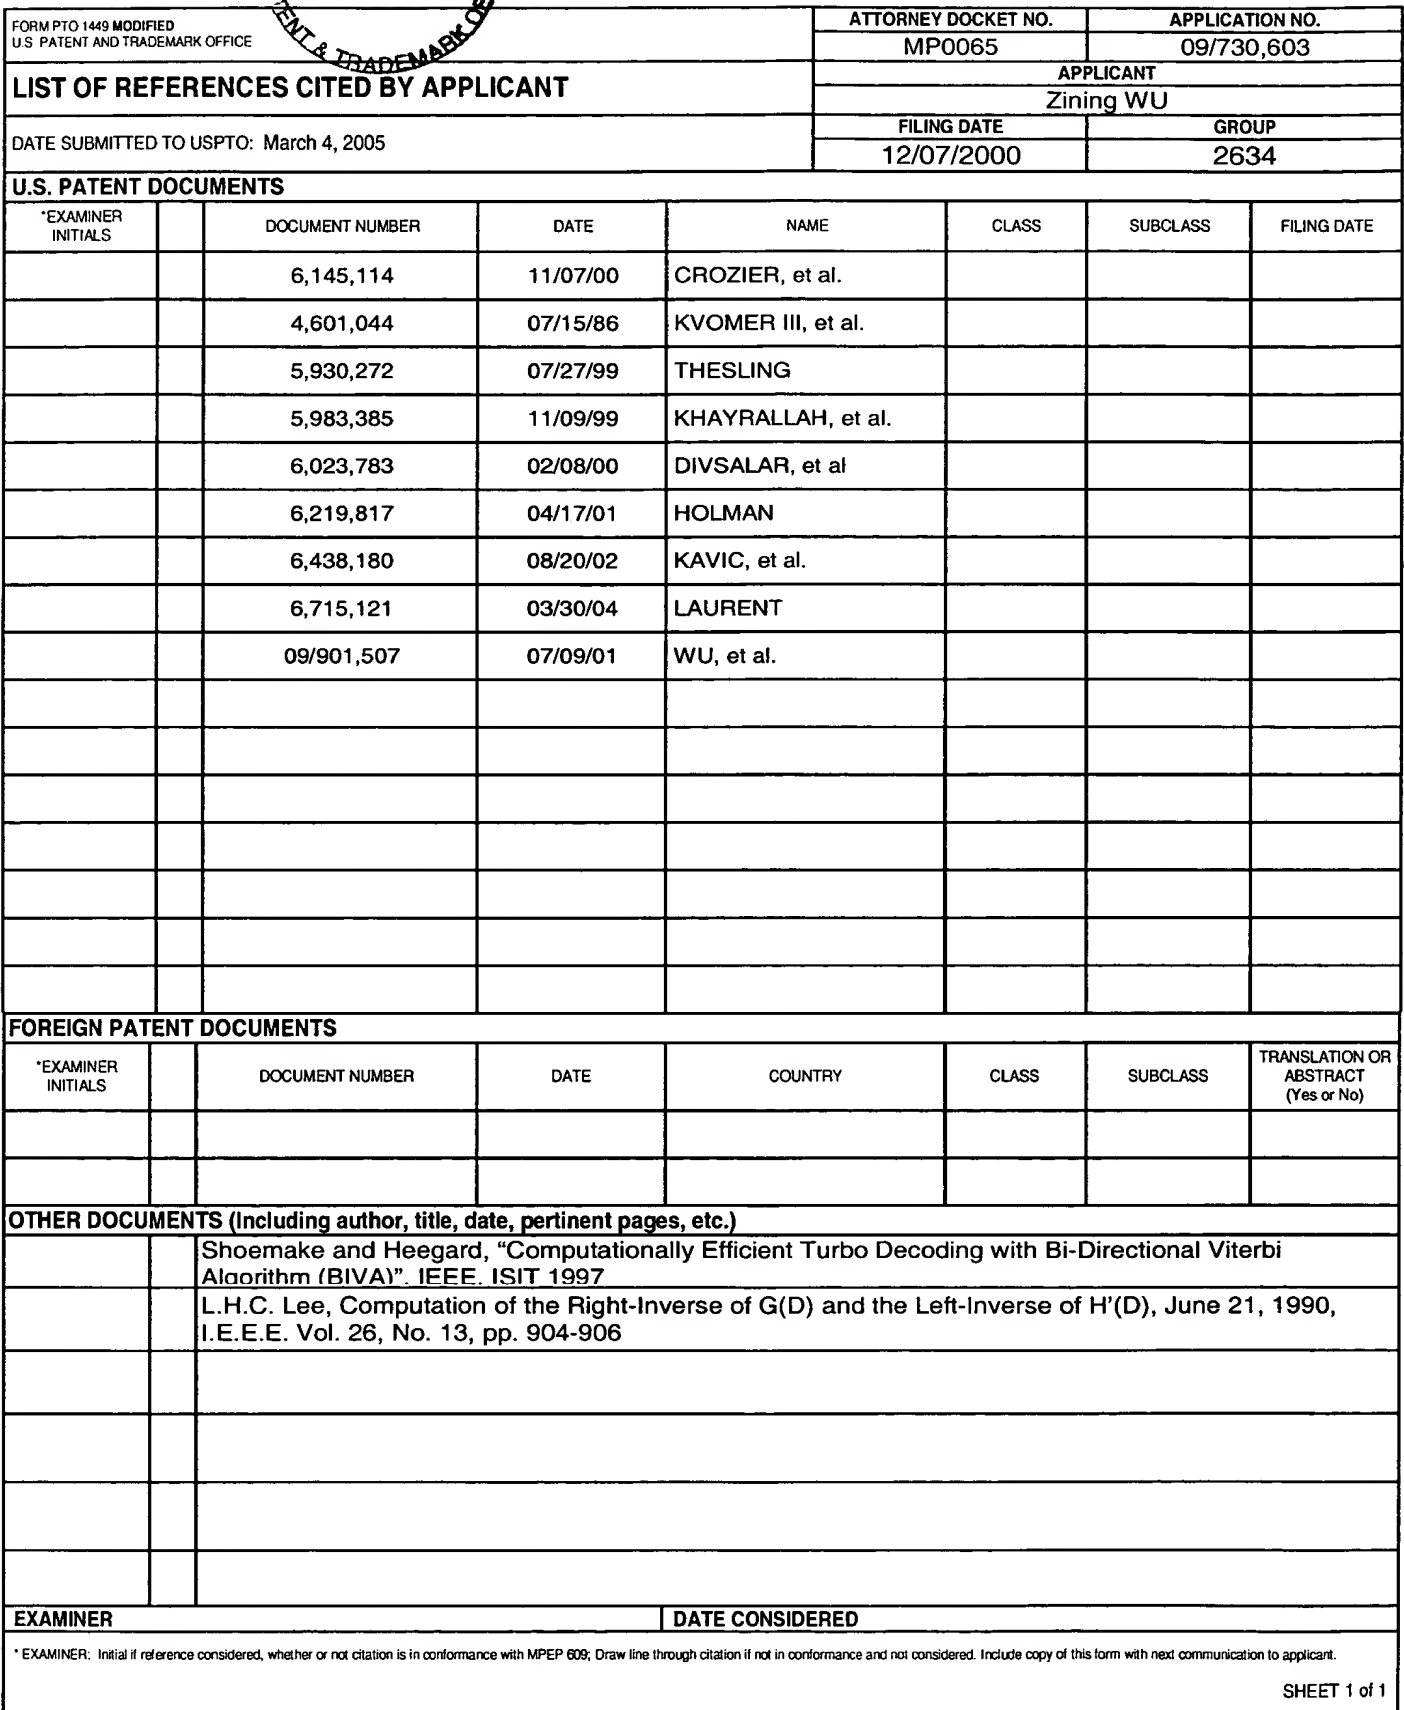 FORM PTO 1449 MODIFIED
U.S. PATENT AND TRADEMARK OFFICE
ENT & TRADEMARK OF
LIST OF REFERENCES CITED BY APPLICANT
DATE SUBMITTED TO USPTO: March 4, 2005
ATTORNEY DOCKET NO. APPLICATION NO.
MP0065 09/730,603
APPLICANT
Zining WU
FILING DATE GROUP
12/07/2000 2634
U.S. PATENT DOCUMENTS
*EXAMINER INITIALS DOCUMENT NUMBER DATE NAME CLASS SUBCLASS FILING DATE
6,145,114 11/07/00 CROZIER, et al.
4,601,044 07/15/86 KVOMER III, et al.
5,930,272 07/27/99 THESLING
5,983,385 11/09/99 KHAYRALLAH, et al.
6,023,783 02/08/00 DIVSALAR, et al
6,219,817 04/17/01 HOLMAN
6,438,180 08/20/02 KAVIC, et al.
6,715,121 03/30/04 LAURENT
09/901,507 07/09/01 WU, et al.
FOREIGN PATENT DOCUMENTS
*EXAMINER INITIALS DOCUMENT NUMBER DATE COUNTRY CLASS SUBCLASS TRANSLATION OR ABSTRACT (Yes or No)
OTHER DOCUMENTS (Including author, title, date, pertinent pages, etc.)
Shoemake and Heegard, “Computationally Efficient Turbo Decoding with Bi-Directional Viterbi
Algorithm (BIVA)”. IEEE. ISIT 1997
L.H.C. Lee, Computation of the Right-Inverse of G(D) and the Left-Inverse of H’(D), June 21, 1990,
I.E.E.E. Vol. 26, No. 13, pp. 904-906
EXAMINER DATE CONSIDERED
* EXAMINER: Initial if reference considered, whether or not citation is in conformance with MPEP 609; Draw line through citation if not in conformance and not considered. Include copy of this form with next communication to applicant.
SHEET 1 of 1